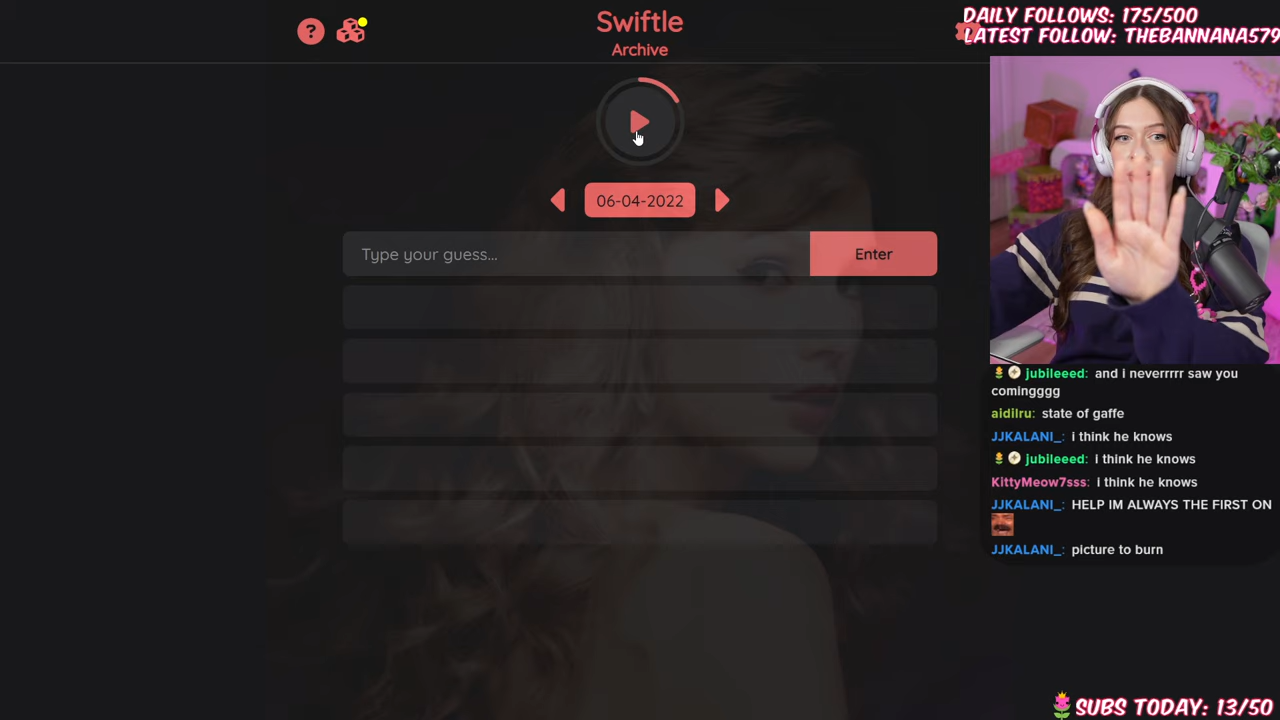 ?
Swiftle
Archive
DAILY FOLLOWS: 175/500
LATEST FOLLOW: THEBANNANA579
06-04-2022
Type your guess...
Enter
jubileeed: and i neverrrrr saw you
comingggg
aidilru: state of gaffe
JJKALANI_: i think he knows
jubileeed: i think he knows
KittyMeow7sss: i think he knows
JJKALANI_: HELP IM ALWAYS THE FIRST ON
JJKALANI_: picture to burn
SUBS TODAY: 13/50